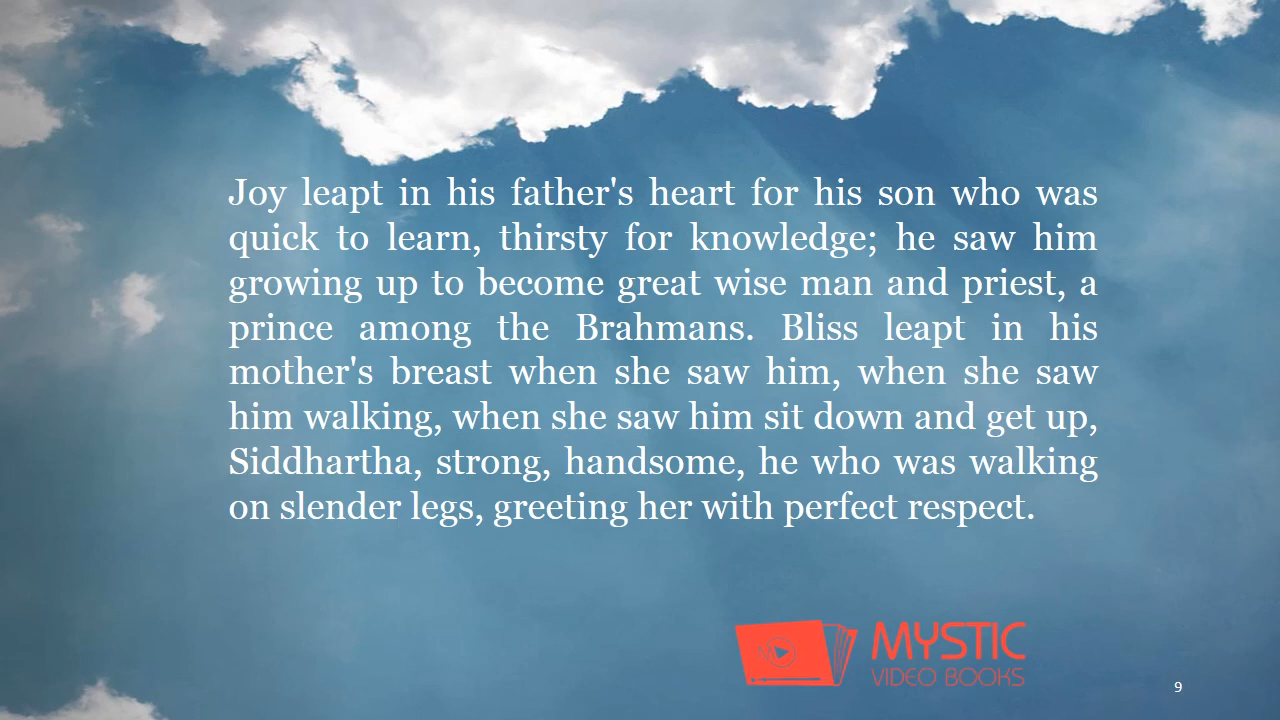 Joy leapt in his father's heart for his son who was
quick to learn, thirsty for knowledge; he saw him
growing up to become great wise man and priest, a
prince among the Brahmans. Bliss leapt in his
mother's breast when she saw him, when she saw
him walking, when she saw him sit down and get up,
Siddhartha, strong, handsome, he who was walking
on slender legs, greeting her with perfect respect.
MYSTIC
VIDEO BOOKS
9